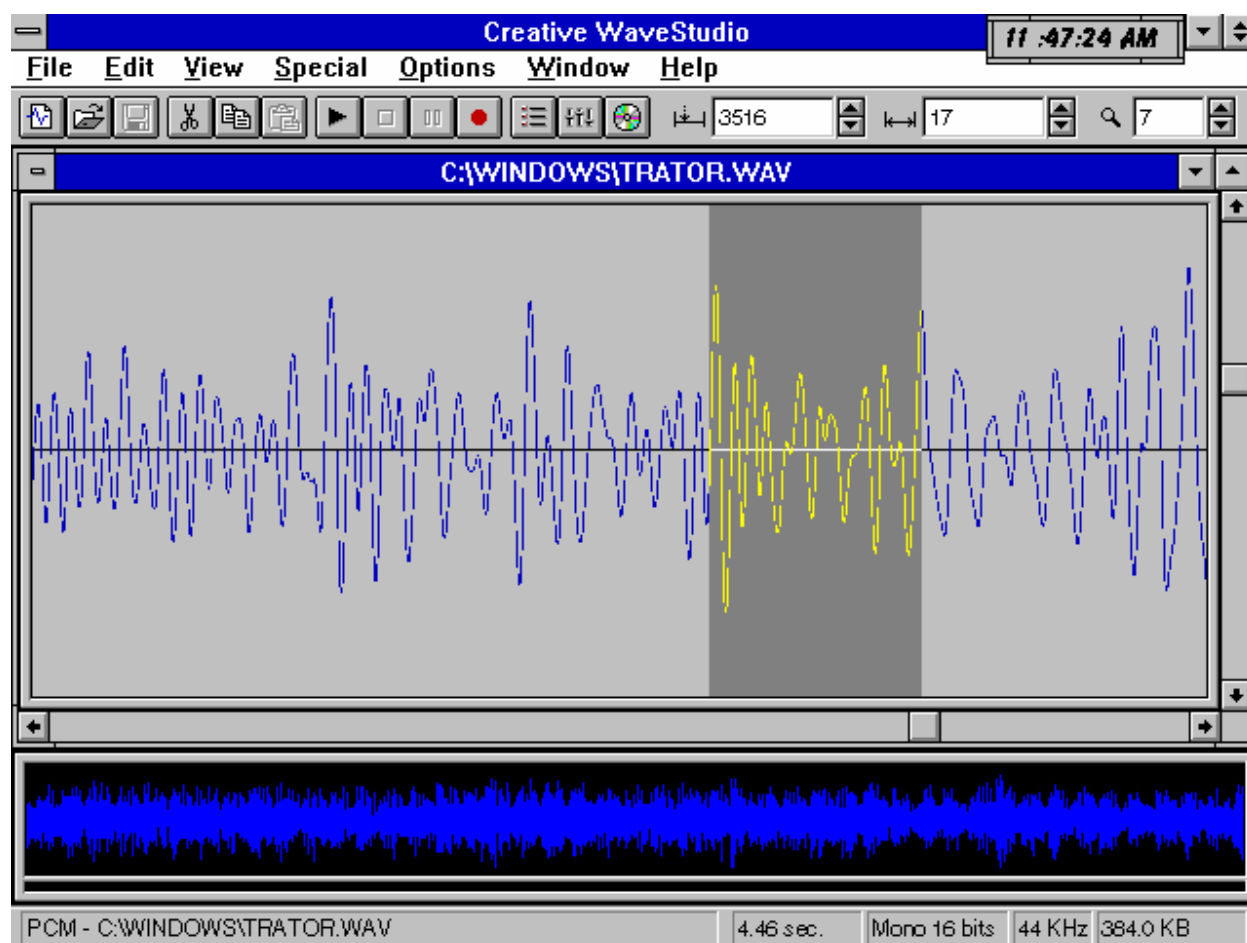 Creative WaveStudio 11 :47:24 AM
File Edit View Special Options Window Help
3516 17 7
C:\WINDOWS\TRATOR.WAV
PCM - C:\WINDOWS\TRATOR.WAV 4.46 sec. Mono 16 bits 44 KHz 384.0 KB